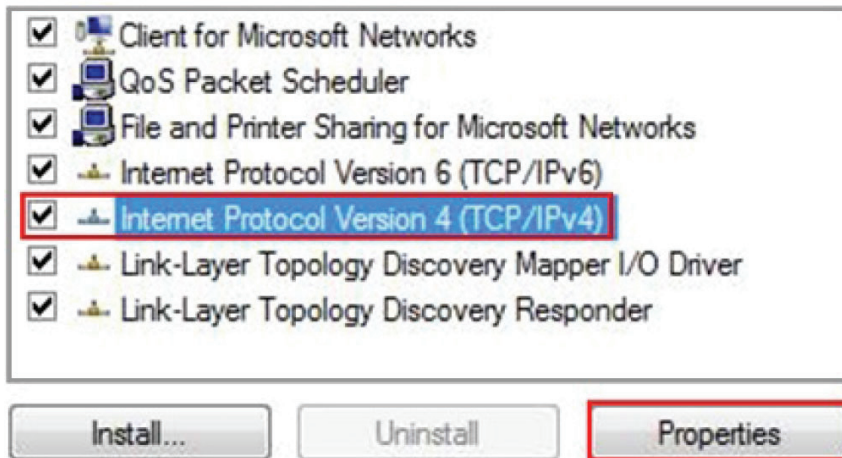 Client for Microsoft Networks
QoS Packet Scheduler
File and Printer Sharing for Microsoft Networks
Internet Protocol Version 6 (TCP/IPv6)
Internet Protocol Version 4 (TCP/IPv4)
Link-Layer Topology Discovery Mapper I/O Driver
Link-Layer Topology Discovery Responder
Install... Uninstall Properties